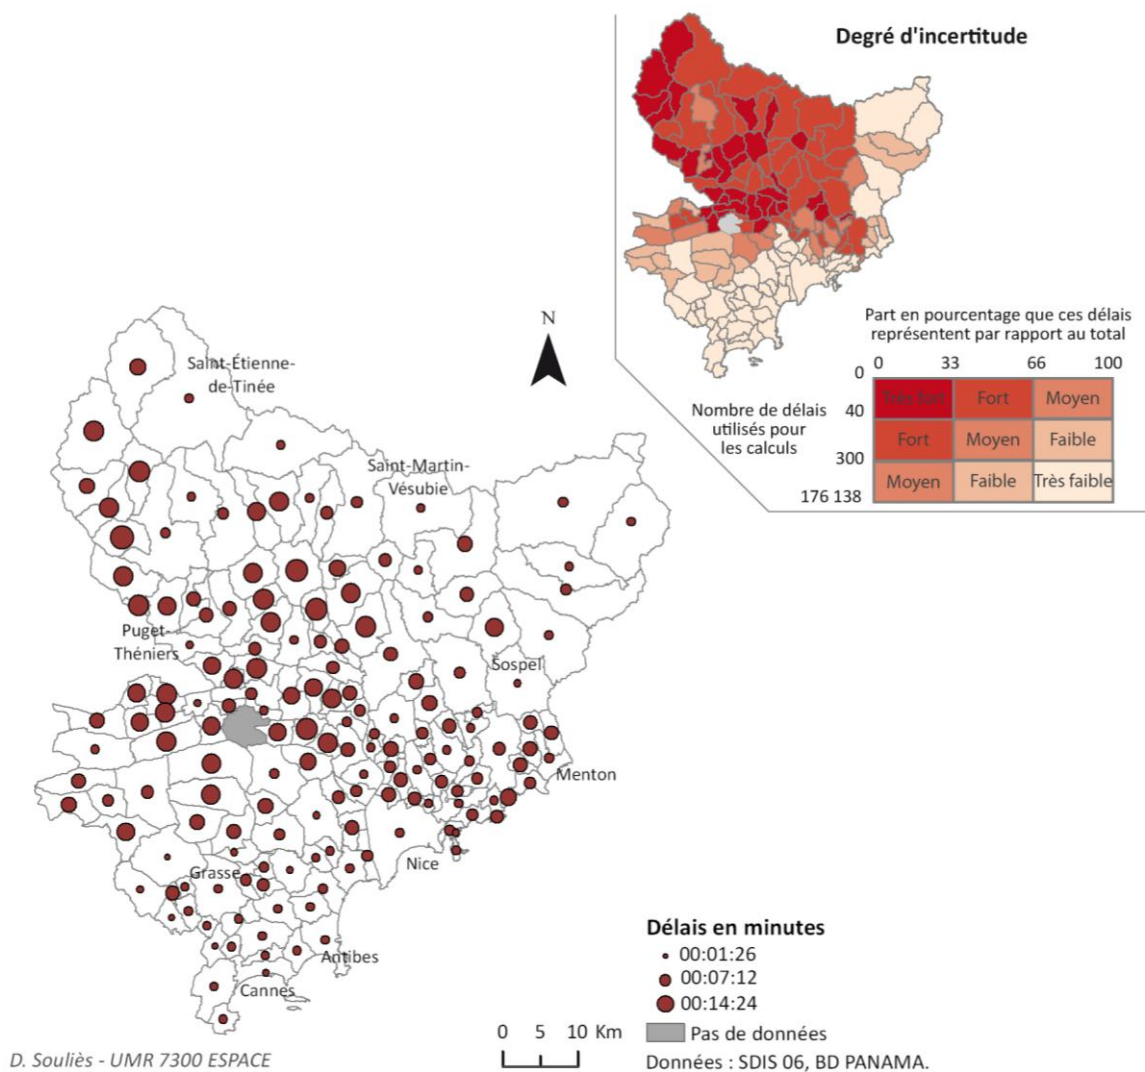 Degré d'incertitude
Part en pourcentage que ces délais
représentent par rapport au total
0 33 66 100
0
40
300
176 138
Nombre de délais
utilisés pour
les calculs
Très fort Fort Moyen
Fort Moyen Faible
Moyen Faible Très faible
N
Saint-Étienne-
de-Tinée
Saint-Martin-
Vésubie
Puget-
Théniers
Sospel
Menton
Nice
Grasse
Antibes
Cannes
Délais en minutes
00:01:26
00:07:12
00:14:24
Pas de données
Données : SDIS 06, BD PANAMA.
0 5 10 Km
D. Souliès - UMR 7300 ESPACE